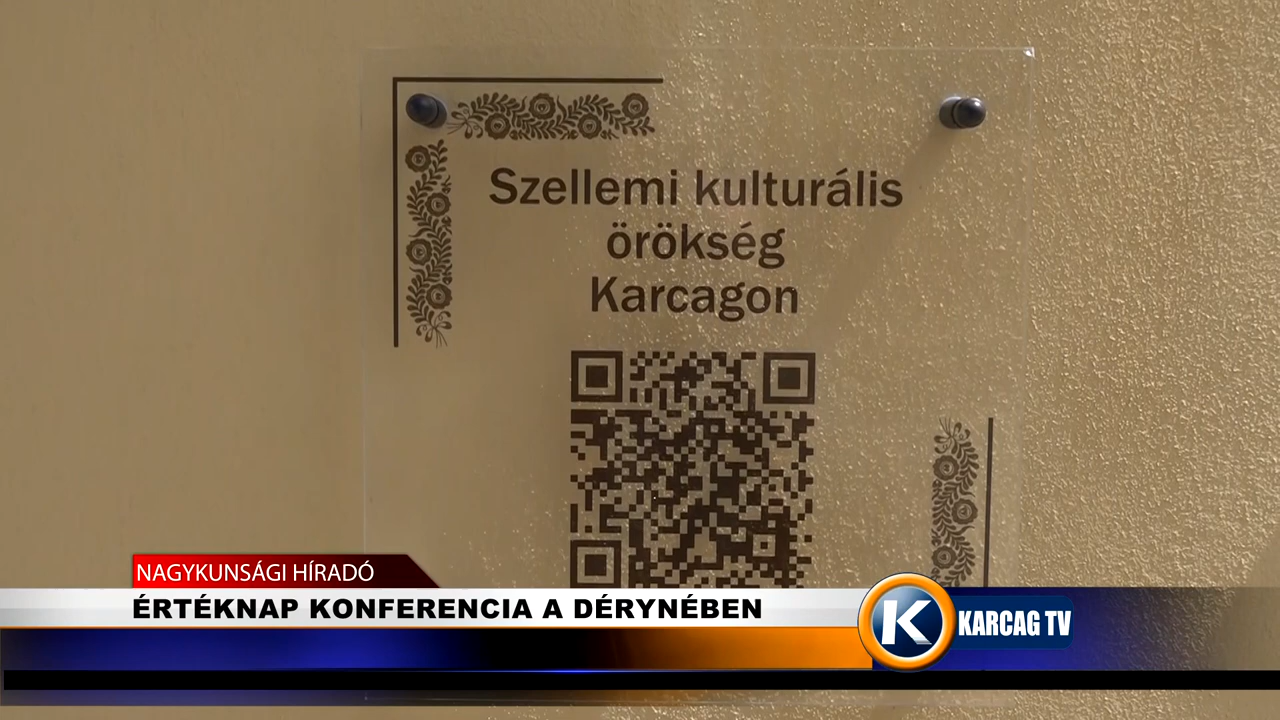 Szellemi kulturális
örökség
Karcagon
NAGYKUNSÁGI HÍRADÓ
ÉRTÉKNAP KONFERENCIA A DÉRYNÉBEN
K KARCAG TV